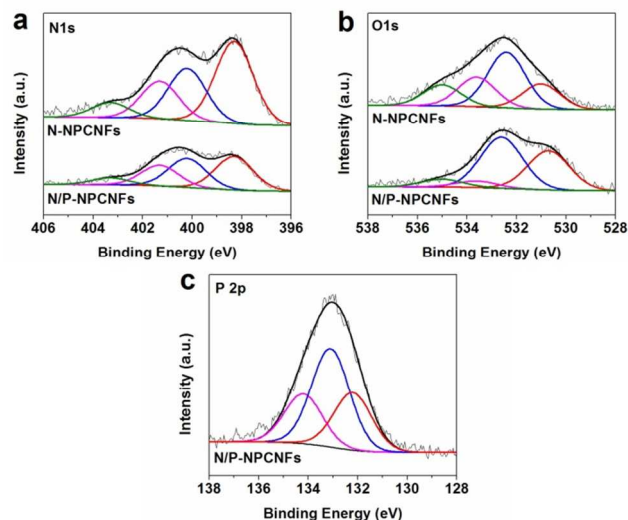 a
N1s
Intensity (a.u.)
N-NPCNFs
N/P-NPCNFs
406 404 402 400 398 396
Binding Energy (eV)
b
O1s
Intensity (a.u.)
N-NPCNFs
N/P-NPCNFs
538 536 534 532 530 528
Binding Energy (eV)
c
P 2p
Intensity (a.u.)
N/P-NPCNFs
138 136 134 132 130 128
Binding Energy (eV)